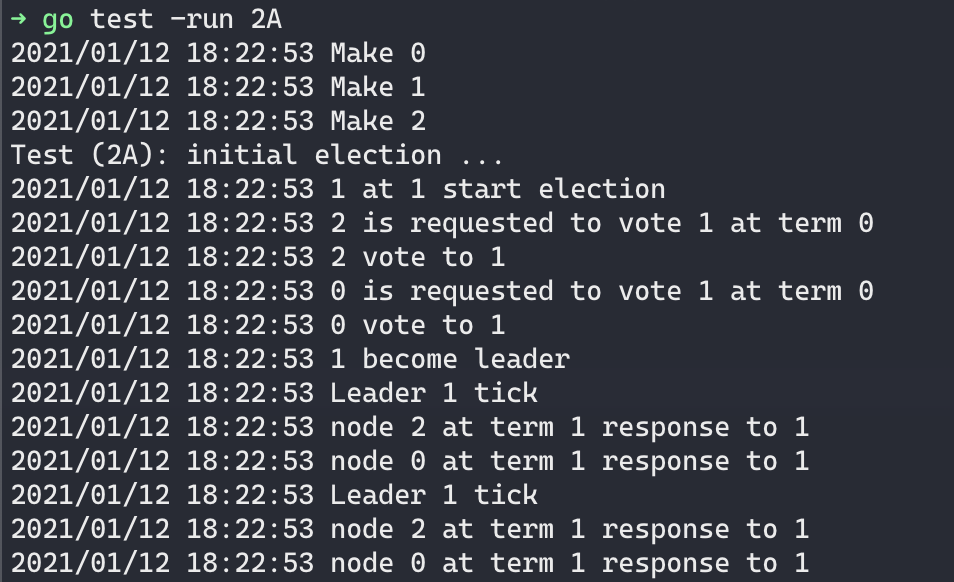 → go test -run 2A
2021/01/12 18:22:53 Make 0
2021/01/12 18:22:53 Make 1
2021/01/12 18:22:53 Make 2
Test (2A): initial election ...
2021/01/12 18:22:53 1 at 1 start election
2021/01/12 18:22:53 2 is requested to vote 1 at term 0
2021/01/12 18:22:53 2 vote to 1
2021/01/12 18:22:53 0 is requested to vote 1 at term 0
2021/01/12 18:22:53 0 vote to 1
2021/01/12 18:22:53 1 become leader
2021/01/12 18:22:53 Leader 1 tick
2021/01/12 18:22:53 node 2 at term 1 response to 1
2021/01/12 18:22:53 node 0 at term 1 response to 1
2021/01/12 18:22:53 Leader 1 tick
2021/01/12 18:22:53 node 2 at term 1 response to 1
2021/01/12 18:22:53 node 0 at term 1 response to 1